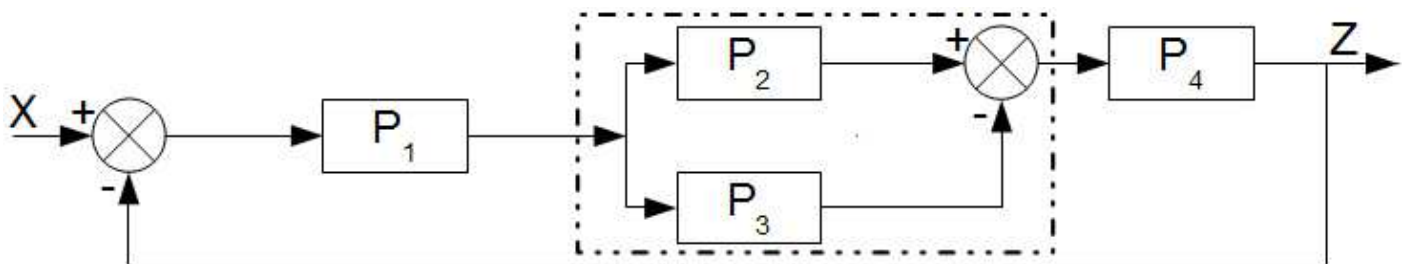 X
+
-
P₁
P₂
P₃
+
-
P₄
Z